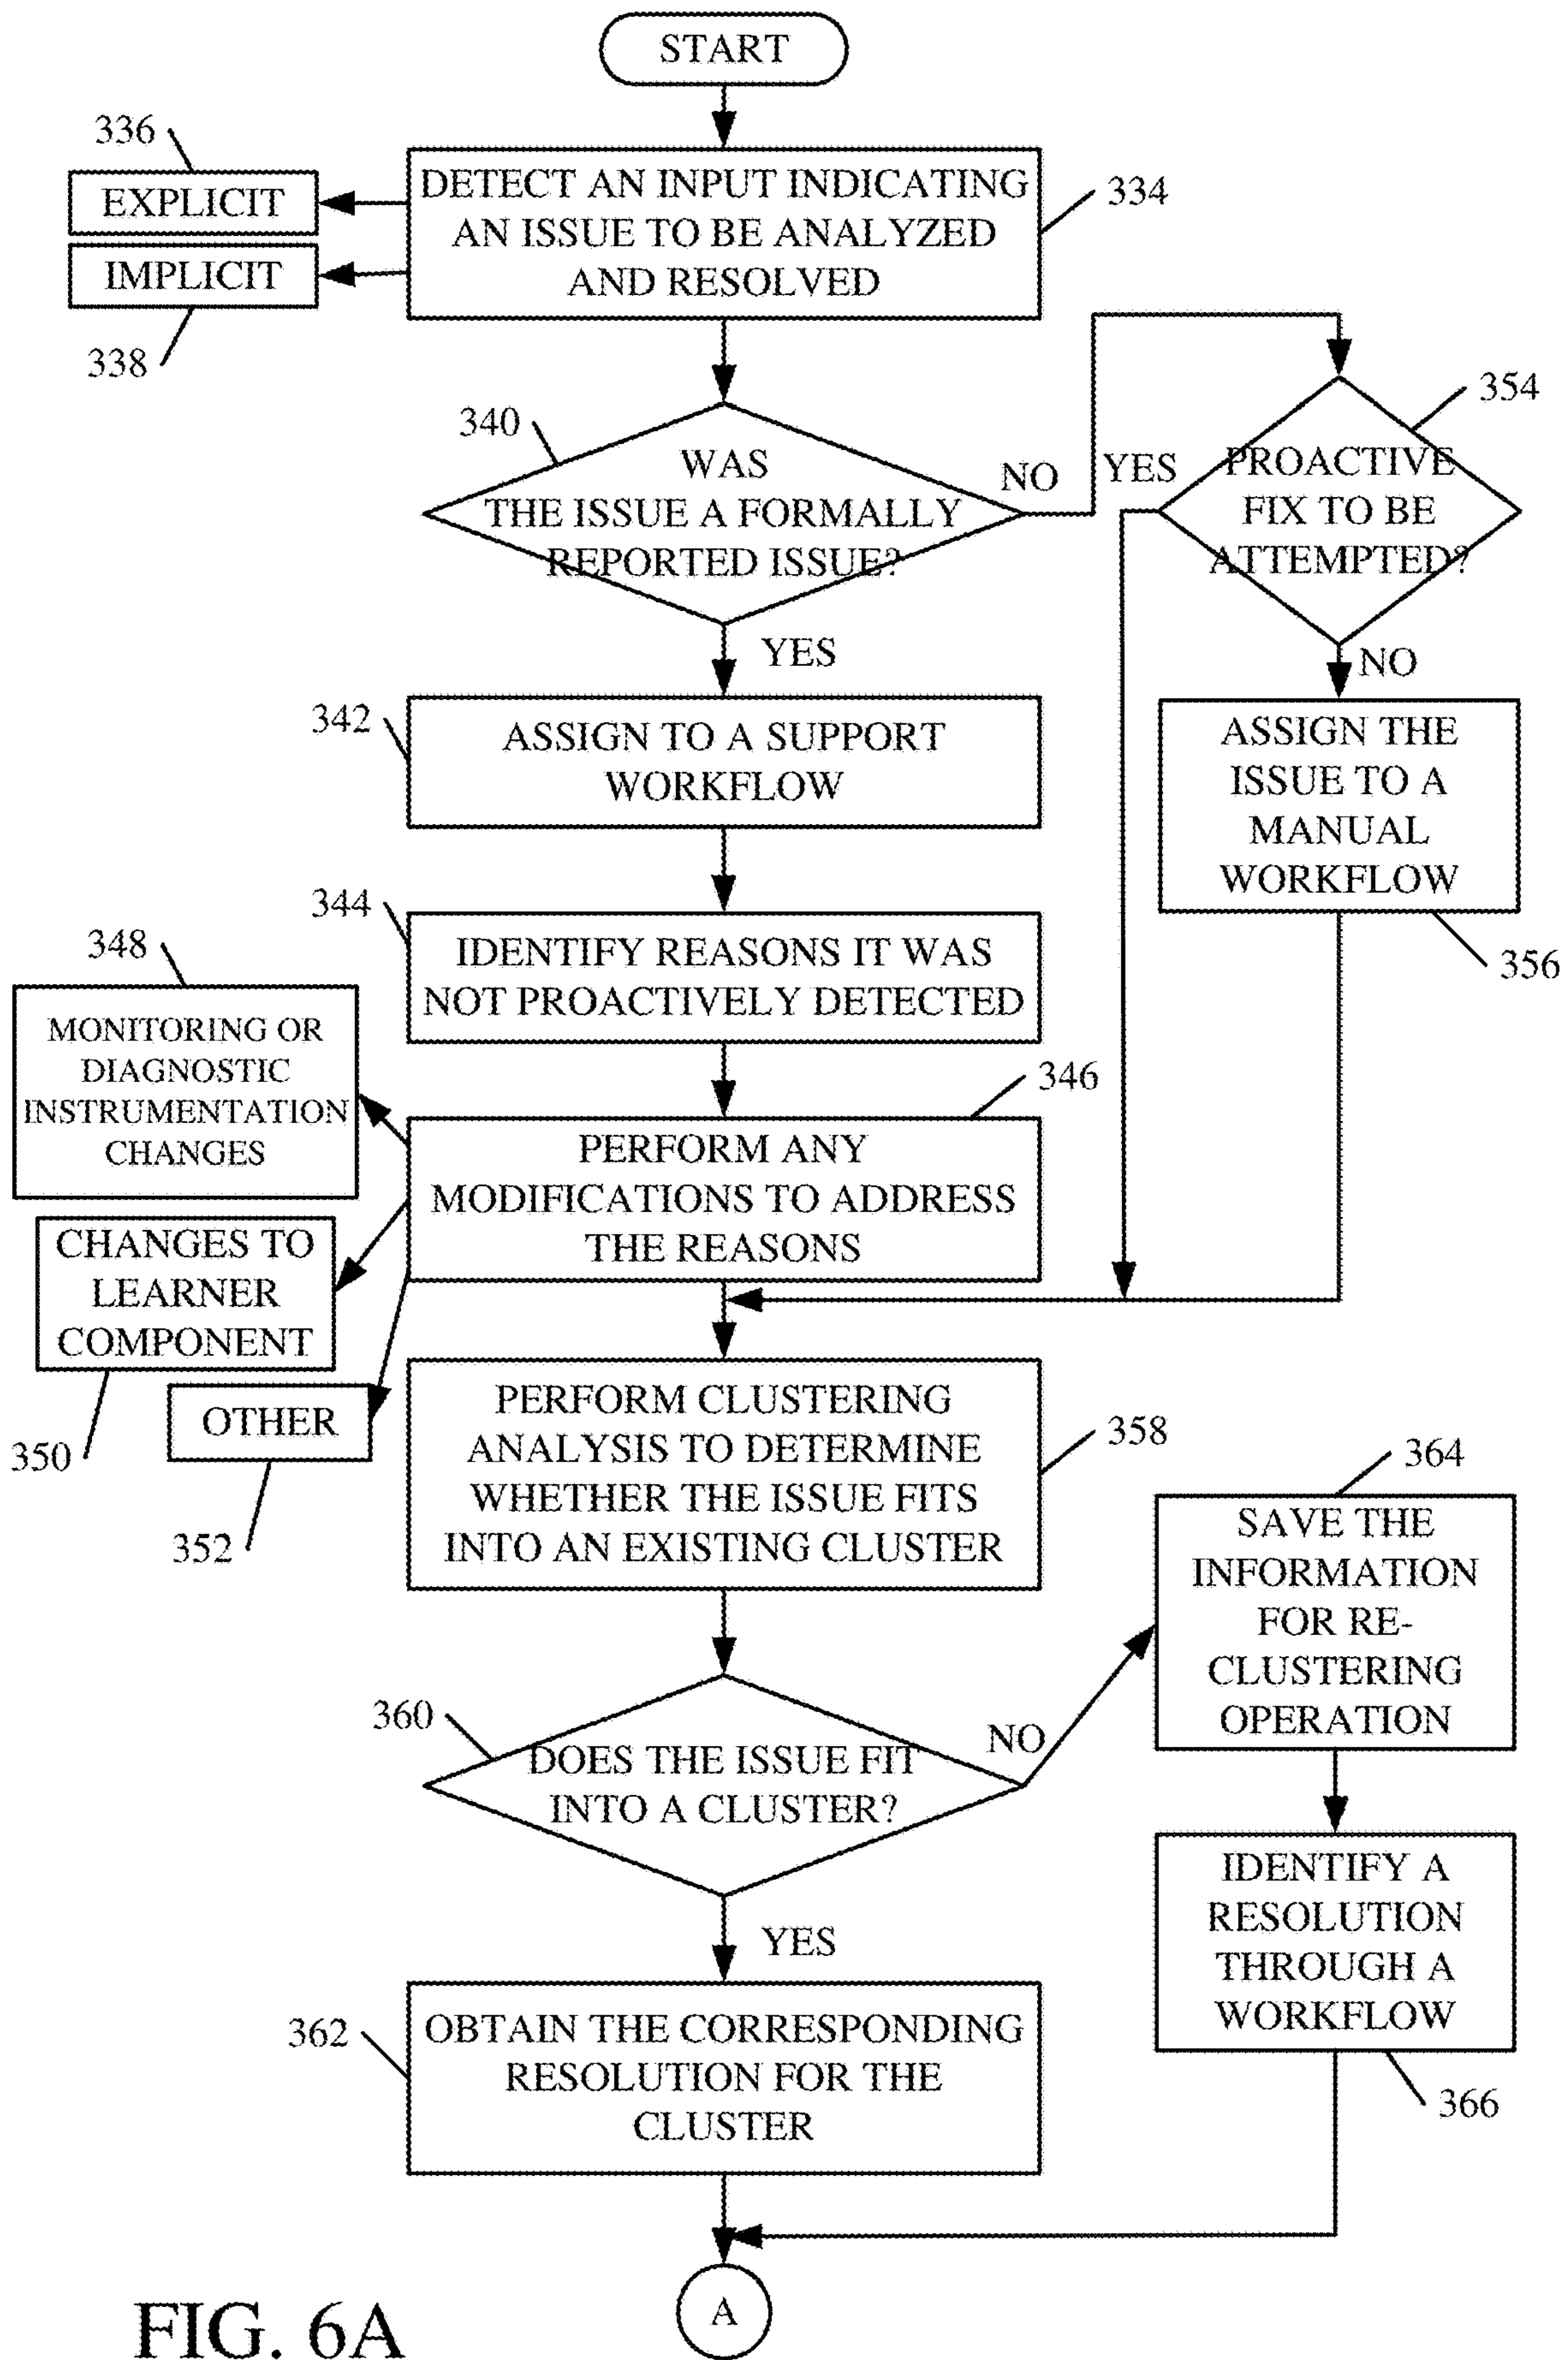 START
336
EXPLICIT
IMPLICIT
338
DETECT AN INPUT INDICATING
AN ISSUE TO BE ANALYZED
AND RESOLVED
334
340
WAS
THE ISSUE A FORMALLY
REPORTED ISSUE?
NO
YES
354
PROACTIVE
FIX TO BE
ATTEMPTED?
YES
NO
342
ASSIGN TO A SUPPORT
WORKFLOW
ASSIGN THE
ISSUE TO A
MANUAL
WORKFLOW
356
344
IDENTIFY REASONS IT WAS
NOT PROACTIVELY DETECTED
348
MONITORING OR
DIAGNOSTIC
INSTRUMENTATION
CHANGES
346
PERFORM ANY
MODIFICATIONS TO ADDRESS
THE REASONS
CHANGES TO
LEARNER
COMPONENT
350
OTHER
352
PERFORM CLUSTERING
ANALYSIS TO DETERMINE
WHETHER THE ISSUE FITS
INTO AN EXISTING CLUSTER
358
364
SAVE THE
INFORMATION
FOR RE-
CLUSTERING
OPERATION
360
DOES THE ISSUE FIT
INTO A CLUSTER?
NO
YES
IDENTIFY A
RESOLUTION
THROUGH A
WORKFLOW
366
362
OBTAIN THE CORRESPONDING
RESOLUTION FOR THE
CLUSTER
A
FIG. 6A